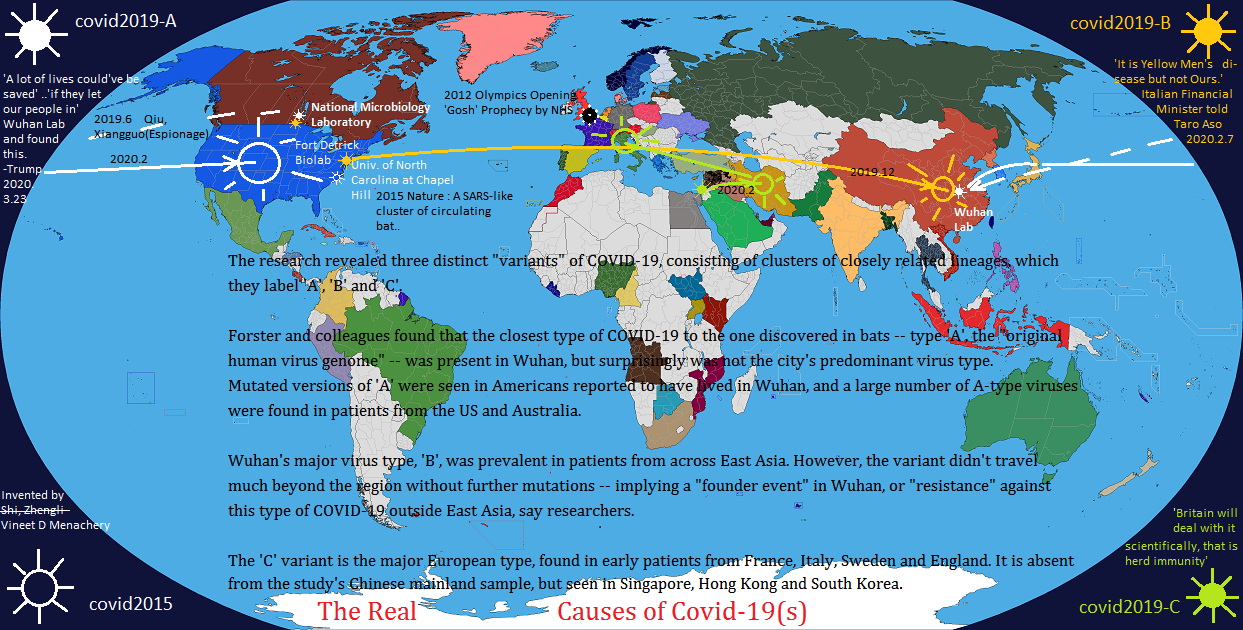 covid2019-A
covid2019-B
'A lot of lives could've be
saved' ..'if they let
our people in'
Wuhan Lab
and found
this.
-Trump
2020
3.23
2019.6 Qiu,
Xiangguo(Espionage)
2020.2
National Microbiology
Laboratory
Fort Detrick
Biolab
Univ. of North
Carolina at Chapel
Hill
2015 Nature : A SARS-like
cluster of circulating
bat..
2012 Olympics Opening
'Gosh' Prophecy by NHS
2020.2
2019.12
Wuhan
Lab
'It is Yellow Men's di-
sease but not Ours.'
Italian Financial
Minister told
Taro Aso
2020.2.7
The research revealed three distinct "variants" of COVID-19, consisting of clusters of closely related lineages, which
they label 'A', 'B' and 'C'.
Forster and colleagues found that the closest type of COVID-19 to the one discovered in bats -- type 'A', the "original
human virus genome" -- was present in Wuhan, but surprisingly was not the city's predominant virus type.
Mutated versions of 'A' were seen in Americans reported to have lived in Wuhan, and a large number of A-type viruses
were found in patients from the US and Australia.
Wuhan's major virus type, 'B', was prevalent in patients from across East Asia. However, the variant didn't travel
much beyond the region without further mutations -- implying a "founder event" in Wuhan, or "resistance" against
this type of COVID-19 outside East Asia, say researchers.
The 'C' variant is the major European type, found in early patients from France, Italy, Sweden and England. It is absent
from the study's Chinese mainland sample, but seen in Singapore, Hong Kong and South Korea.
Invented by
Shi, Zhengli
Vineet D Menachery
covid2015
'Britain will
deal with it
scientifically, that is
herd immunity'
covid2019-C
The Real Causes of Covid-19(s)